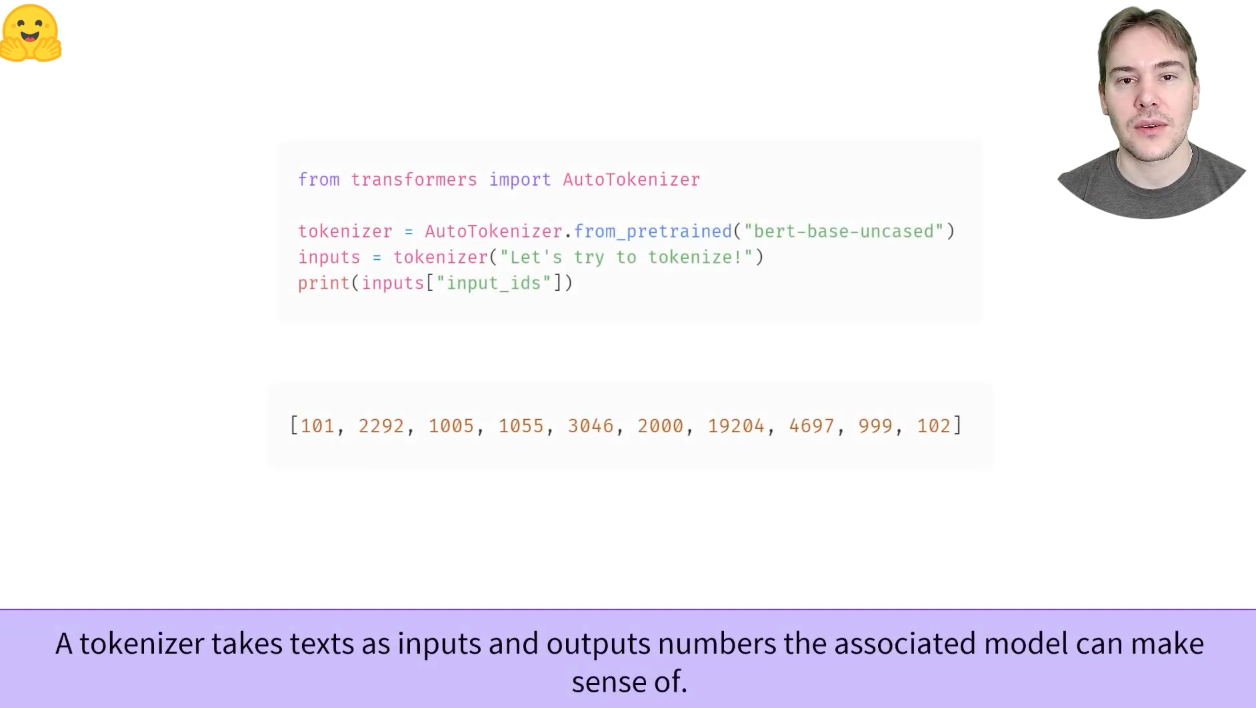 from transformers import AutoTokenizer
tokenizer = AutoTokenizer.from_pretrained("bert-base-uncased")
inputs = tokenizer("Let's try to tokenize!")
print(inputs["input_ids"])
[101, 2292, 1005, 1055, 3046, 2000, 19204, 4697, 999, 102]
A tokenizer takes texts as inputs and outputs numbers the associated model can make
sense of.